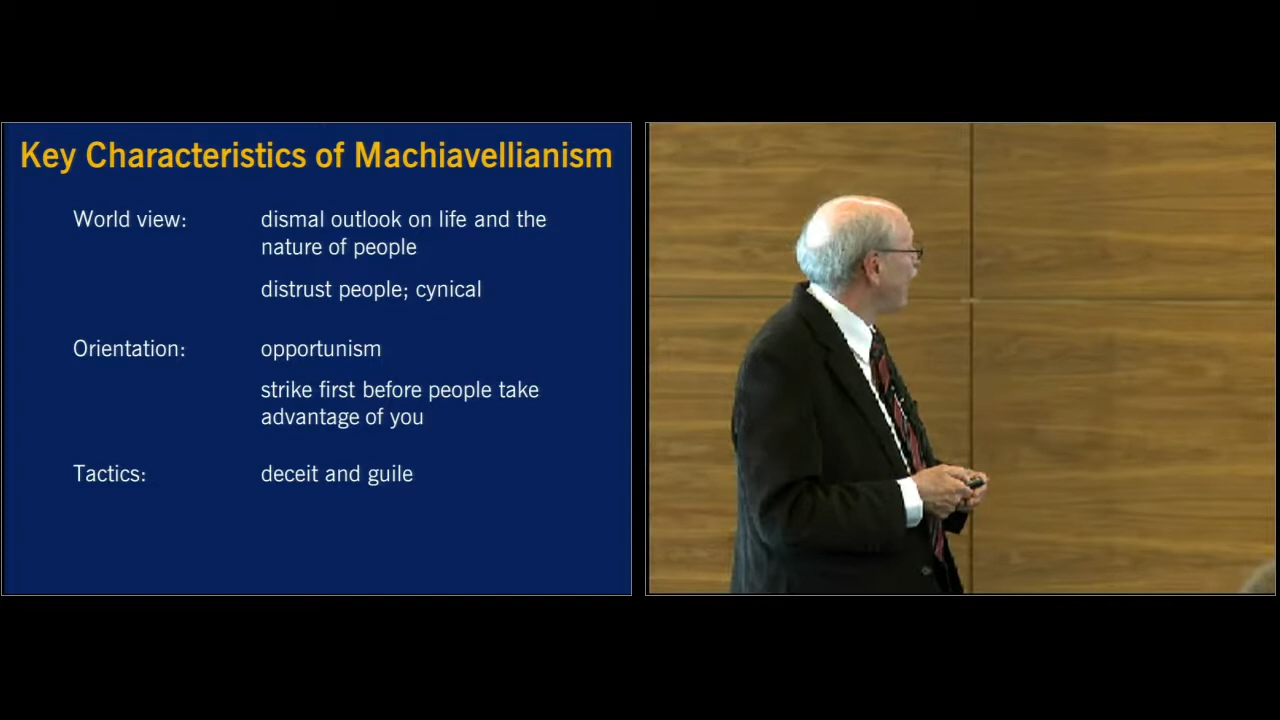 Key Characteristics of Machiavellianism
World view: dismal outlook on life and the
nature of people
distrust people; cynical
Orientation: opportunism
strike first before people take
advantage of you
Tactics: deceit and guile